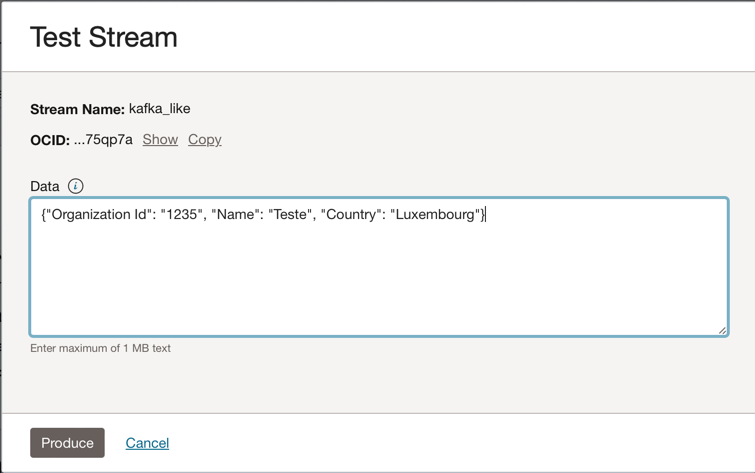 Test Stream
Stream Name: kafka_like
OCID: ...75qp7a Show Copy
Data i
{"Organization Id": "1235", "Name": "Teste", "Country": "Luxembourg"}
Enter maximum of 1 MB text
Produce Cancel